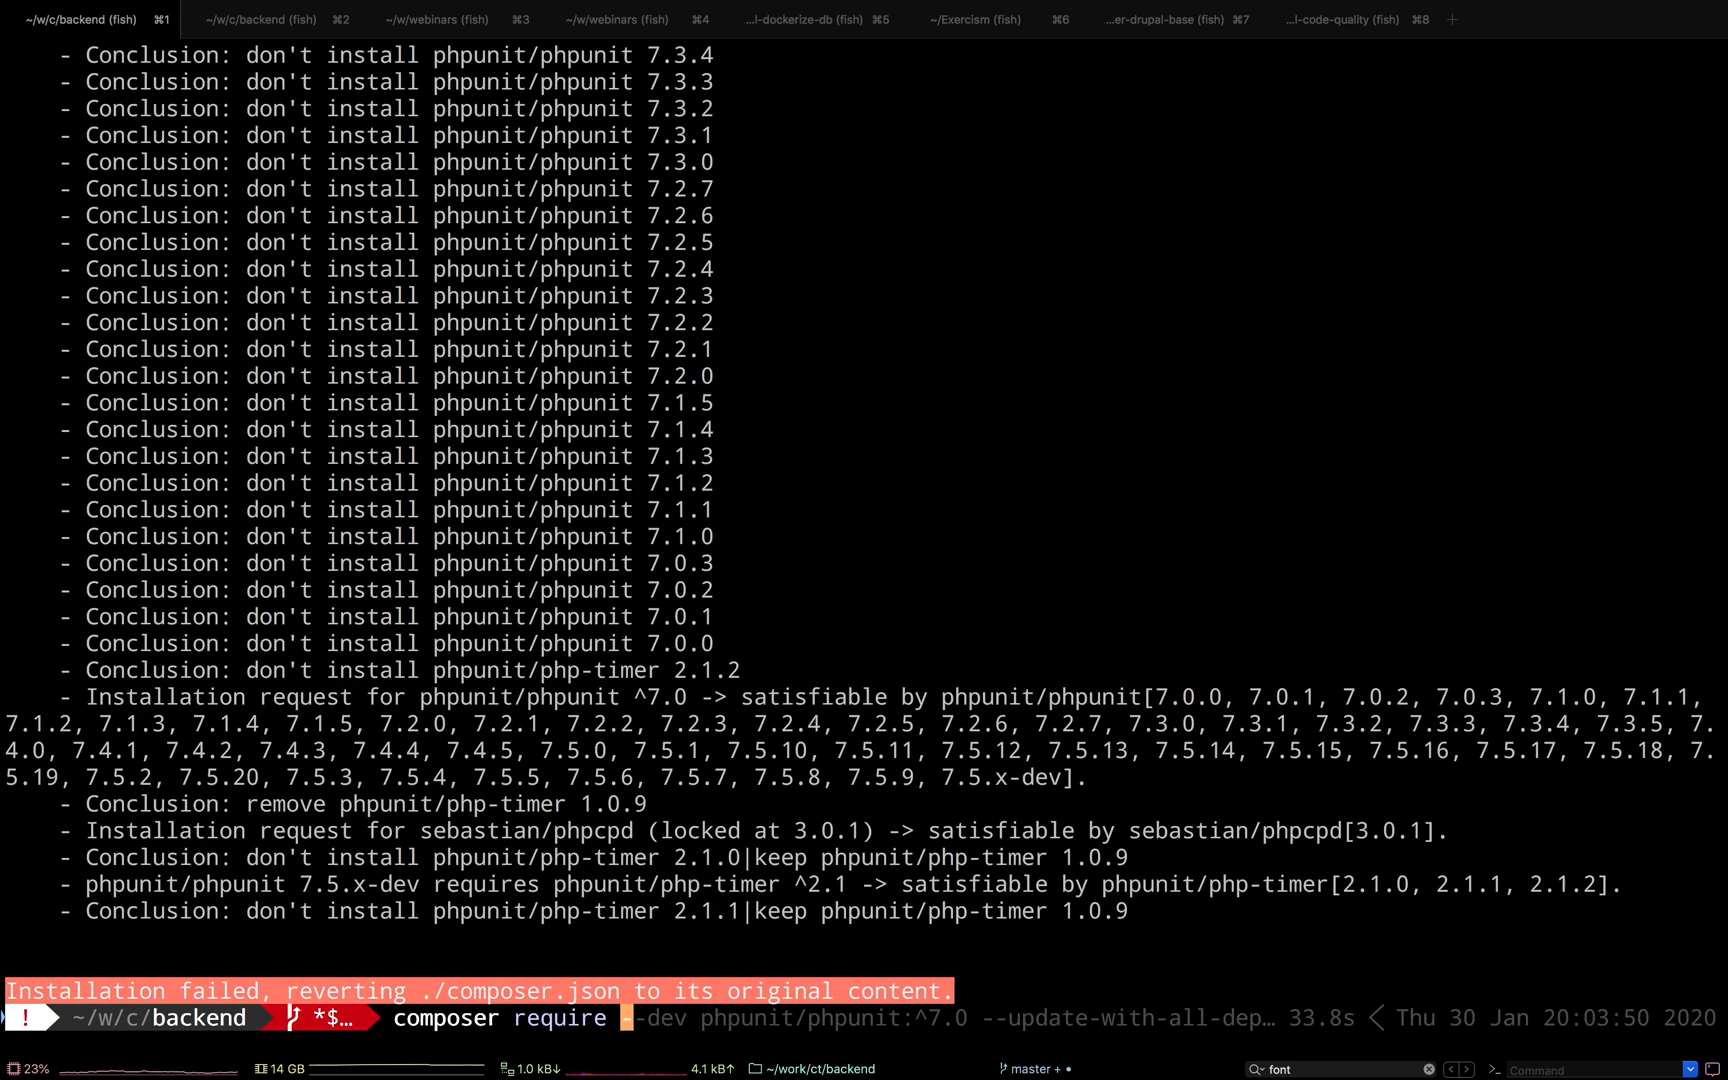 ~/w/c/backend (fish) ⌘1 ~/w/c/backend (fish) ⌘2 ~/w/webinars (fish) ⌘3 ~/w/webinars (fish) ⌘4 ...l-dockerize-db (fish) ⌘5 ~/Exercism (fish) ⌘6 ...er-drupal-base (fish) ⌘7 ...l-code-quality (fish) ⌘8 +
- Conclusion: don't install phpunit/phpunit 7.3.4
- Conclusion: don't install phpunit/phpunit 7.3.3
- Conclusion: don't install phpunit/phpunit 7.3.2
- Conclusion: don't install phpunit/phpunit 7.3.1
- Conclusion: don't install phpunit/phpunit 7.3.0
- Conclusion: don't install phpunit/phpunit 7.2.7
- Conclusion: don't install phpunit/phpunit 7.2.6
- Conclusion: don't install phpunit/phpunit 7.2.5
- Conclusion: don't install phpunit/phpunit 7.2.4
- Conclusion: don't install phpunit/phpunit 7.2.3
- Conclusion: don't install phpunit/phpunit 7.2.2
- Conclusion: don't install phpunit/phpunit 7.2.1
- Conclusion: don't install phpunit/phpunit 7.2.0
- Conclusion: don't install phpunit/phpunit 7.1.5
- Conclusion: don't install phpunit/phpunit 7.1.4
- Conclusion: don't install phpunit/phpunit 7.1.3
- Conclusion: don't install phpunit/phpunit 7.1.2
- Conclusion: don't install phpunit/phpunit 7.1.1
- Conclusion: don't install phpunit/phpunit 7.1.0
- Conclusion: don't install phpunit/phpunit 7.0.3
- Conclusion: don't install phpunit/phpunit 7.0.2
- Conclusion: don't install phpunit/phpunit 7.0.1
- Conclusion: don't install phpunit/phpunit 7.0.0
- Conclusion: don't install phpunit/php-timer 2.1.2
- Installation request for phpunit/phpunit ^7.0 -> satisfiable by phpunit/phpunit[7.0.0, 7.0.1, 7.0.2, 7.0.3, 7.1.0, 7.1.1,
7.1.2, 7.1.3, 7.1.4, 7.1.5, 7.2.0, 7.2.1, 7.2.2, 7.2.3, 7.2.4, 7.2.5, 7.2.6, 7.2.7, 7.3.0, 7.3.1, 7.3.2, 7.3.3, 7.3.4, 7.3.5, 7.
4.0, 7.4.1, 7.4.2, 7.4.3, 7.4.4, 7.4.5, 7.5.0, 7.5.1, 7.5.10, 7.5.11, 7.5.12, 7.5.13, 7.5.14, 7.5.15, 7.5.16, 7.5.17, 7.5.18, 7.
5.19, 7.5.2, 7.5.20, 7.5.3, 7.5.4, 7.5.5, 7.5.6, 7.5.7, 7.5.8, 7.5.9, 7.5.x-dev].
- Conclusion: remove phpunit/php-timer 1.0.9
- Installation request for sebastian/phpcpd (locked at 3.0.1) -> satisfiable by sebastian/phpcpd[3.0.1].
- Conclusion: don't install phpunit/php-timer 2.1.0|keep phpunit/php-timer 1.0.9
- phpunit/phpunit 7.5.x-dev requires phpunit/php-timer ^2.1 -> satisfiable by phpunit/php-timer[2.1.0, 2.1.1, 2.1.2].
- Conclusion: don't install phpunit/php-timer 2.1.1|keep phpunit/php-timer 1.0.9
Installation failed, reverting ./composer.json to its original content.
! ~/w/c/backend *$… composer require --dev phpunit/phpunit:^7.0 --update-with-all-dep… 33.8s < Thu 30 Jan 20:03:50 2020
23% 14 GB 1.0 kB↓ 4.1 kB↑ ~/work/ct/backend master + • font >_ Command